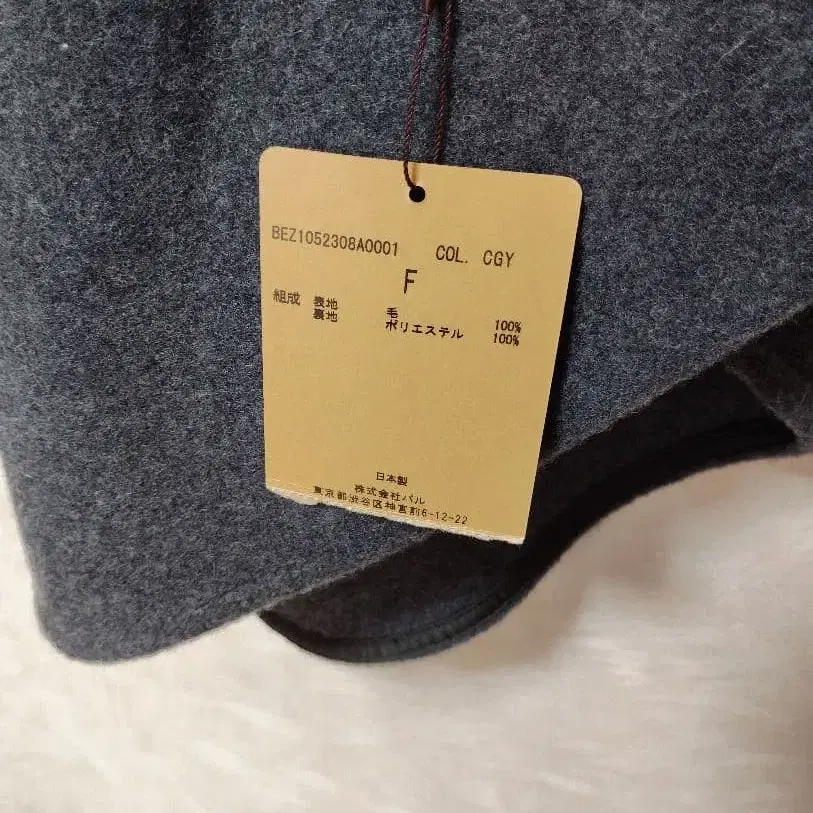 BEZ1052308A0001 COL. CGY
F
組成 表地 毛 100%
裏地 ポリエステル 100%
日本製
株式会社パル
東京都渋谷区神宮前6-12-22